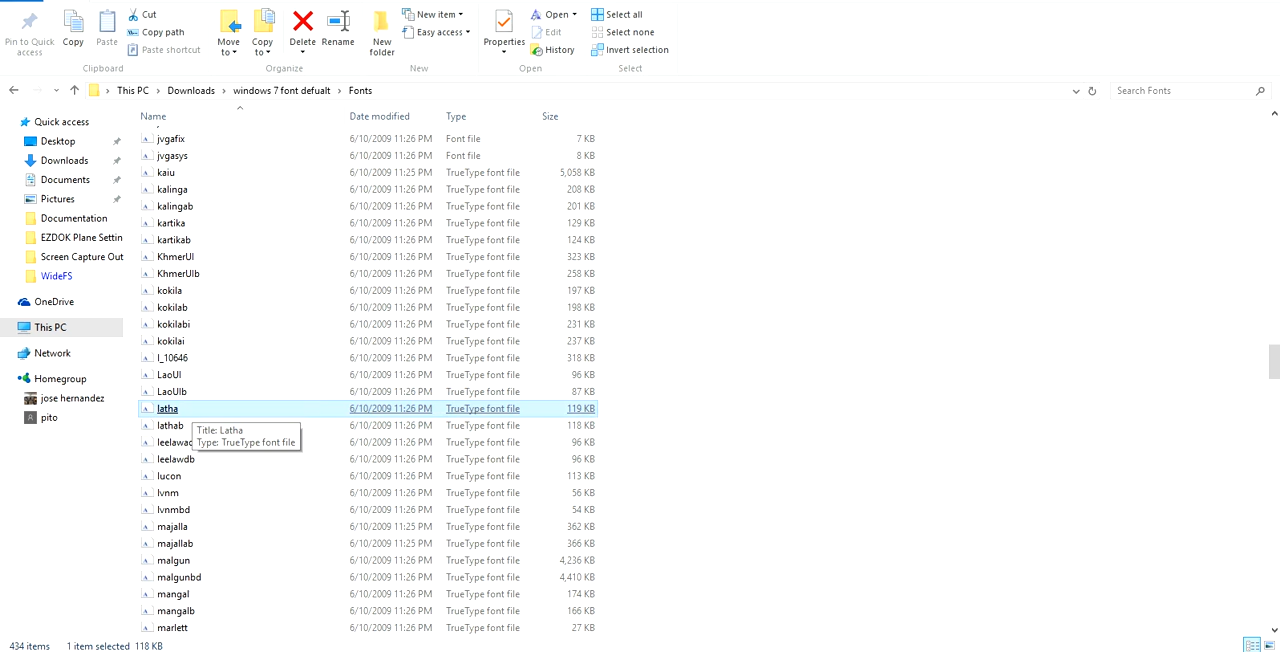 Pin to Quick access
Copy
Paste
Cut
Copy path
Paste shortcut
Clipboard
Move to
Copy to
Delete
Rename
Organize
New folder
New item
Easy access
New
Properties
Open
Edit
History
Open
Select all
Select none
Invert selection
Select
This PC > Downloads > windows 7 font defualt > Fonts
Search Fonts
Quick access
Desktop
Downloads
Documents
Pictures
Documentation
EZDOK Plane Settin
Screen Capture Out
WideFS
OneDrive
This PC
Network
Homegroup
jose hernandez
pito
Name Date modified Type Size
jvgafix 6/10/2009 11:26 PM Font file 7 KB
jvgasys 6/10/2009 11:26 PM Font file 8 KB
kaiu 6/10/2009 11:25 PM TrueType font file 5,058 KB
kalinga 6/10/2009 11:26 PM TrueType font file 208 KB
kalingab 6/10/2009 11:26 PM TrueType font file 201 KB
kartika 6/10/2009 11:26 PM TrueType font file 129 KB
kartikab 6/10/2009 11:26 PM TrueType font file 124 KB
KhmerUI 6/10/2009 11:26 PM TrueType font file 323 KB
KhmerUIb 6/10/2009 11:26 PM TrueType font file 258 KB
kokila 6/10/2009 11:26 PM TrueType font file 197 KB
kokilab 6/10/2009 11:26 PM TrueType font file 198 KB
kokilabi 6/10/2009 11:26 PM TrueType font file 231 KB
kokilai 6/10/2009 11:26 PM TrueType font file 237 KB
l_10646 6/10/2009 11:26 PM TrueType font file 318 KB
LaoUI 6/10/2009 11:26 PM TrueType font file 96 KB
LaoUIb 6/10/2009 11:26 PM TrueType font file 87 KB
latha 6/10/2009 11:26 PM TrueType font file 119 KB
lathab 6/10/2009 11:26 PM TrueType font file 118 KB
leelawad 6/10/2009 11:26 PM TrueType font file 96 KB
Title: Latha
Type: TrueType font file
leelawdb 6/10/2009 11:26 PM TrueType font file 96 KB
lucon 6/10/2009 11:26 PM TrueType font file 113 KB
lvnm 6/10/2009 11:26 PM TrueType font file 56 KB
lvnmbd 6/10/2009 11:26 PM TrueType font file 54 KB
majalla 6/10/2009 11:25 PM TrueType font file 362 KB
majallab 6/10/2009 11:25 PM TrueType font file 366 KB
malgun 6/10/2009 11:26 PM TrueType font file 4,236 KB
malgunbd 6/10/2009 11:26 PM TrueType font file 4,410 KB
mangal 6/10/2009 11:26 PM TrueType font file 174 KB
mangalb 6/10/2009 11:26 PM TrueType font file 166 KB
marlett 6/10/2009 11:26 PM TrueType font file 27 KB
434 items 1 item selected 118 KB